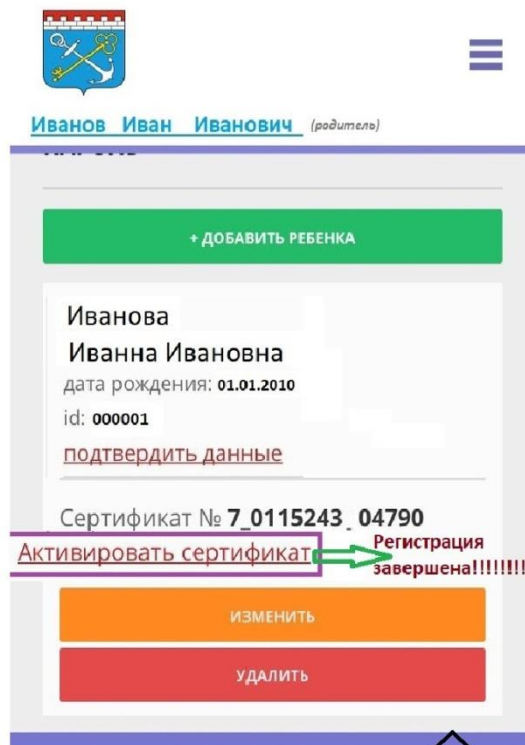 Иванов Иван Иванович (родитель)
+ ДОБАВИТЬ РЕБЕНКА
Иванова
Иванна Ивановна
дата рождения: 01.01.2010
id: 000001
подтвердить данные
Сертификат № 7_0115243_04790
Активировать сертификат
Регистрация
завершена!!!!!!!!
ИЗМЕНИТЬ
УДАЛИТЬ